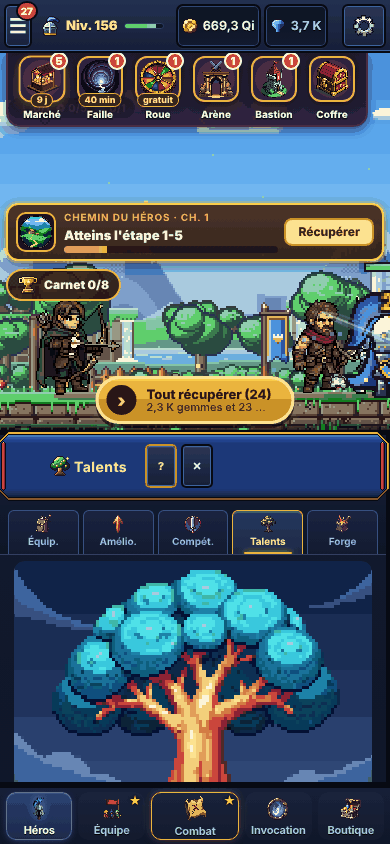 27
Niv. 156
669,3 Qi
3,7 K
5
1
1
1
1
9 j
40 min
gratuit
Marché
Faille
Roue
Arène
Bastion
Coffre
CHEMIN DU HÉROS · CH. 1
Atteins l'étape 1-5
Récupérer
Carnet 0/8
Tout récupérer (24)
2,3 K gemmes et 23 ...
Talents
?
×
Équip.
Amélio.
Compét.
Talents
Forge
Héros
Équipe
Combat
Invocation
Boutique